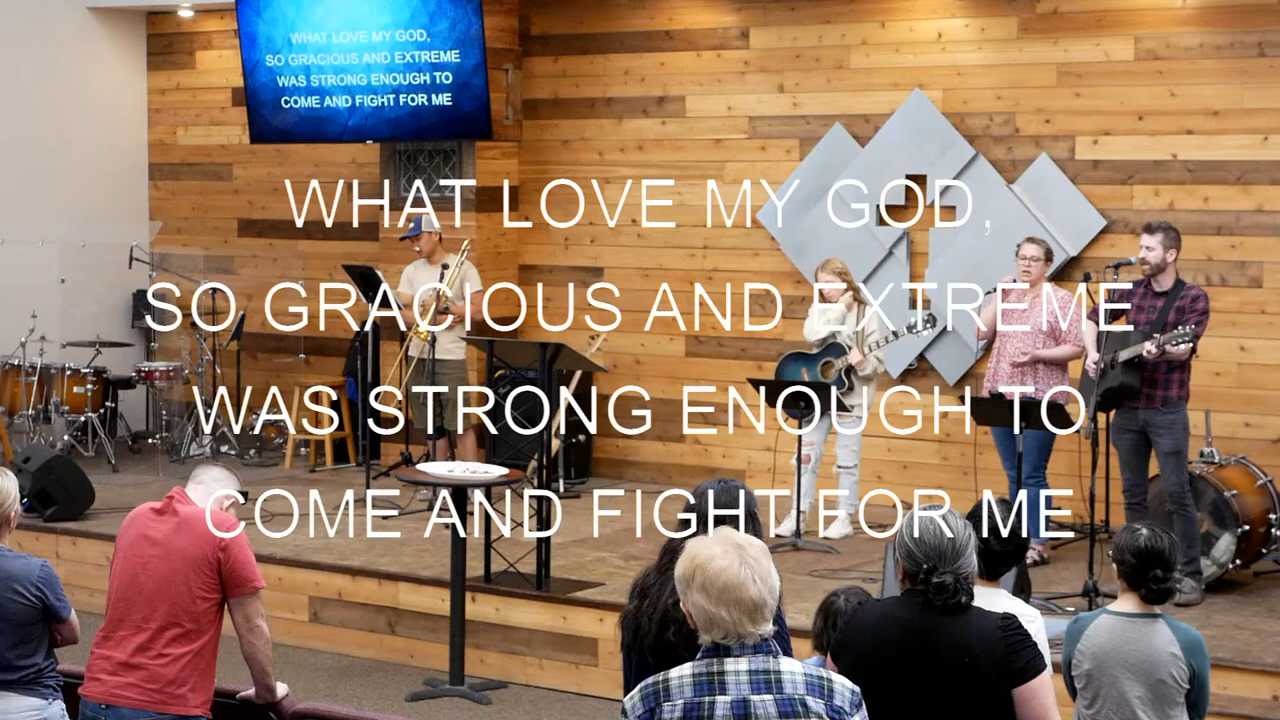 WHAT LOVE MY GOD,
SO GRACIOUS AND EXTREME
WAS STRONG ENOUGH TO
COME AND FIGHT FOR ME
WHAT LOVE MY GOD,
SO GRACIOUS AND EXTREME
WAS STRONG ENOUGH TO
COME AND FIGHT FOR ME